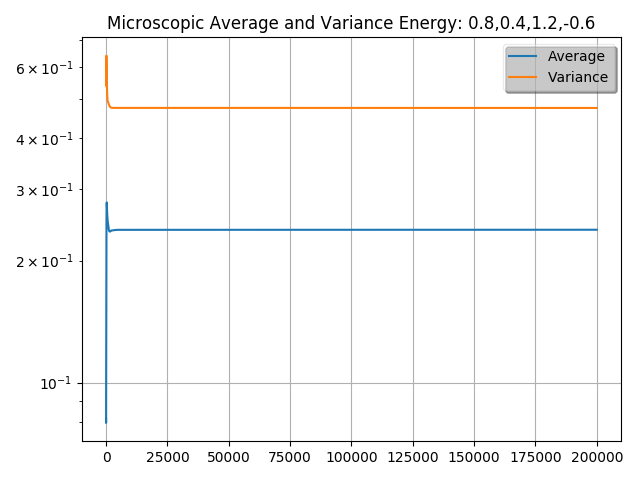 Microscopic Average and Variance Energy: 0.8,0.4,1.2,-0.6
Average
Variance
6 × 10⁻¹
4 × 10⁻¹
3 × 10⁻¹
2 × 10⁻¹
10⁻¹
0 25000 50000 75000 100000 125000 150000 175000 200000